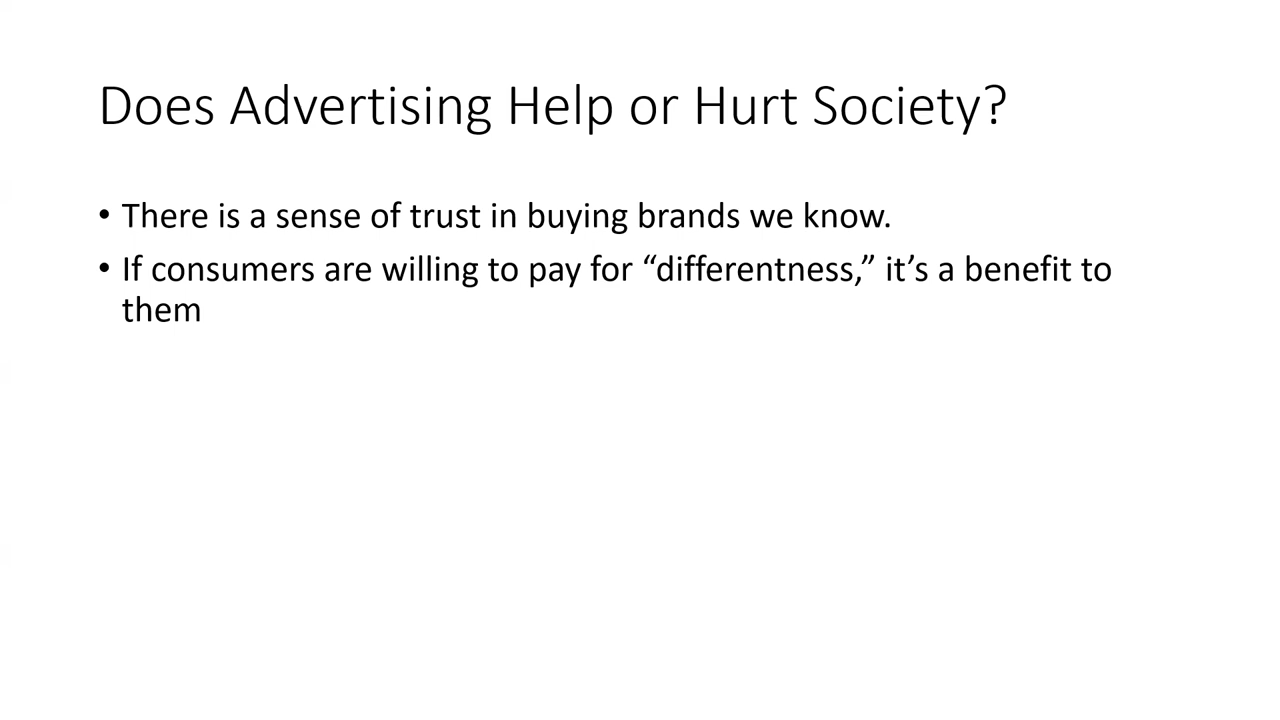 Does Advertising Help or Hurt Society?
• There is a sense of trust in buying brands we know.
• If consumers are willing to pay for “differentness,” it’s a benefit to
them